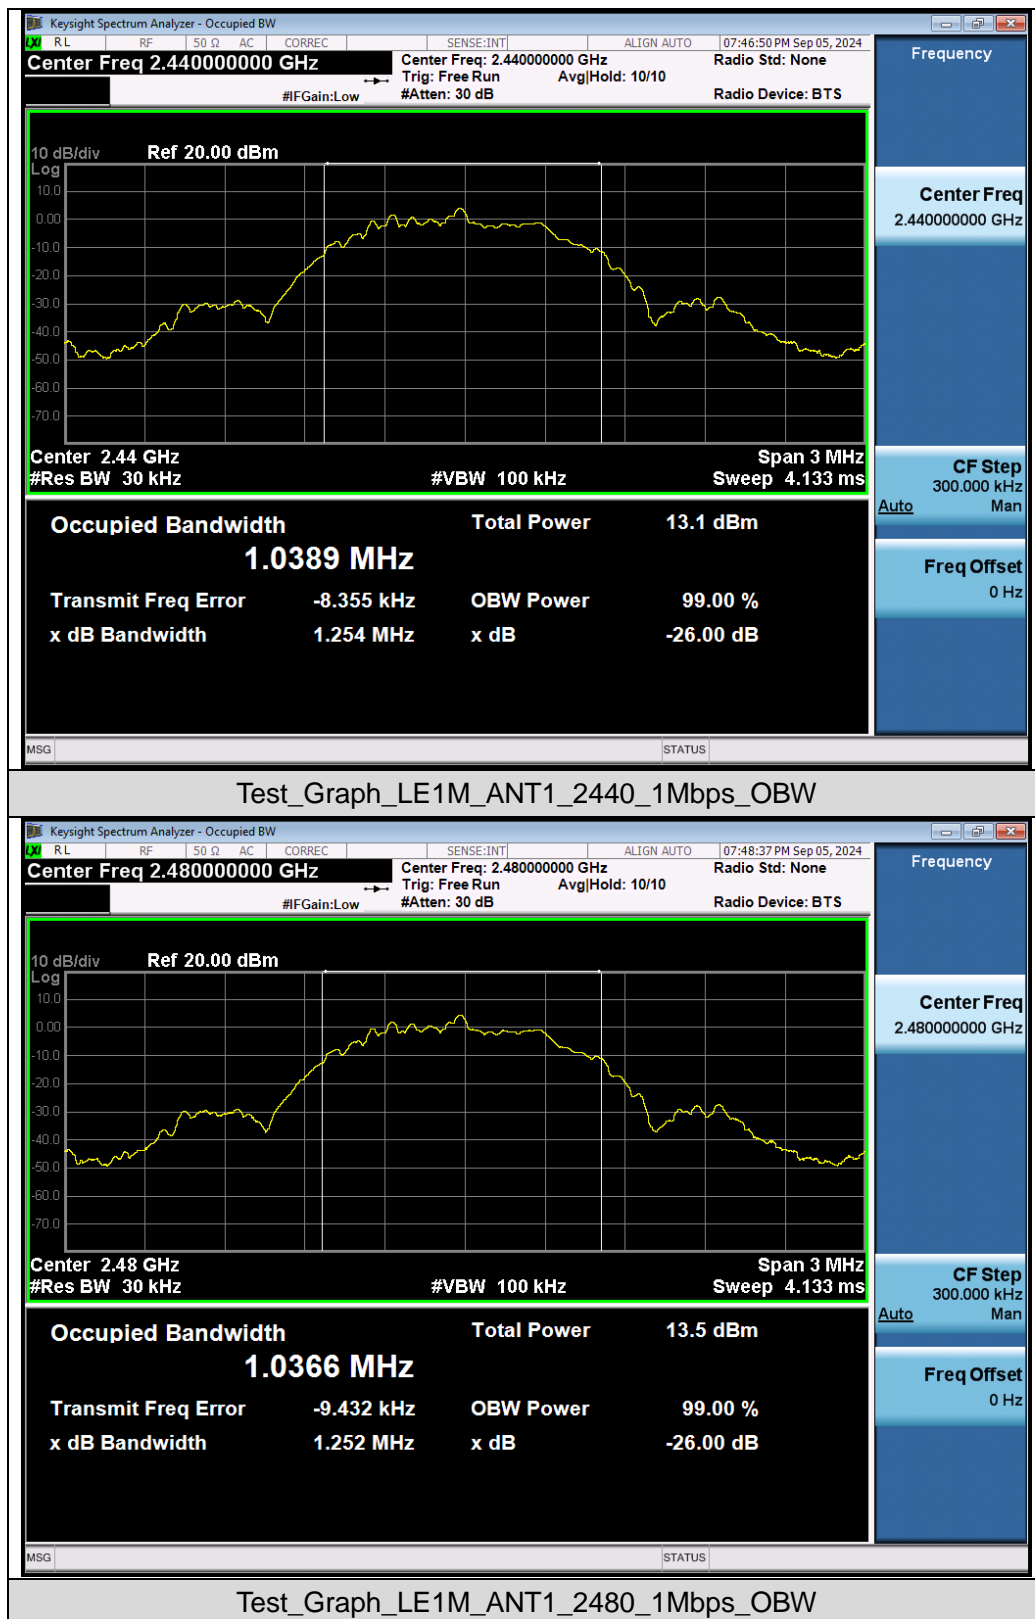 Keysight Spectrum Analyzer - Occupied BW
LXI RL RF 50 Ω AC CORREC SENSE:INT ALIGN AUTO 07:46:50 PM Sep 05, 2024
Center Freq 2.440000000 GHz
Center Freq: 2.440000000 GHz
Radio Std: None
Trig: Free Run Avg|Hold: 10/10
#IFGain:Low
#Atten: 30 dB
Radio Device: BTS
Frequency
10 dB/div Ref 20.00 dBm
Log
10.0
0.00
-10.0
-20.0
-30.0
-40.0
-50.0
-60.0
-70.0
Center 2.44 GHz Span 3 MHz
#Res BW 30 kHz #VBW 100 kHz Sweep 4.133 ms
Occupied Bandwidth Total Power 13.1 dBm
1.0389 MHz
Transmit Freq Error -8.355 kHz OBW Power 99.00 %
x dB Bandwidth 1.254 MHz x dB -26.00 dB
Center Freq
2.440000000 GHz
CF Step
300.000 kHz
Auto Man
Freq Offset
0 Hz
MSG STATUS
Test_Graph_LE1M_ANT1_2440_1Mbps_OBW
Keysight Spectrum Analyzer - Occupied BW
LXI RL RF 50 Ω AC CORREC SENSE:INT ALIGN AUTO 07:48:37 PM Sep 05, 2024
Center Freq 2.480000000 GHz
Center Freq: 2.480000000 GHz
Radio Std: None
Trig: Free Run Avg|Hold: 10/10
#IFGain:Low
#Atten: 30 dB
Radio Device: BTS
Frequency
10 dB/div Ref 20.00 dBm
Log
10.0
0.00
-10.0
-20.0
-30.0
-40.0
-50.0
-60.0
-70.0
Center 2.48 GHz Span 3 MHz
#Res BW 30 kHz #VBW 100 kHz Sweep 4.133 ms
Occupied Bandwidth Total Power 13.5 dBm
1.0366 MHz
Transmit Freq Error -9.432 kHz OBW Power 99.00 %
x dB Bandwidth 1.252 MHz x dB -26.00 dB
Center Freq
2.480000000 GHz
CF Step
300.000 kHz
Auto Man
Freq Offset
0 Hz
MSG STATUS
Test_Graph_LE1M_ANT1_2480_1Mbps_OBW